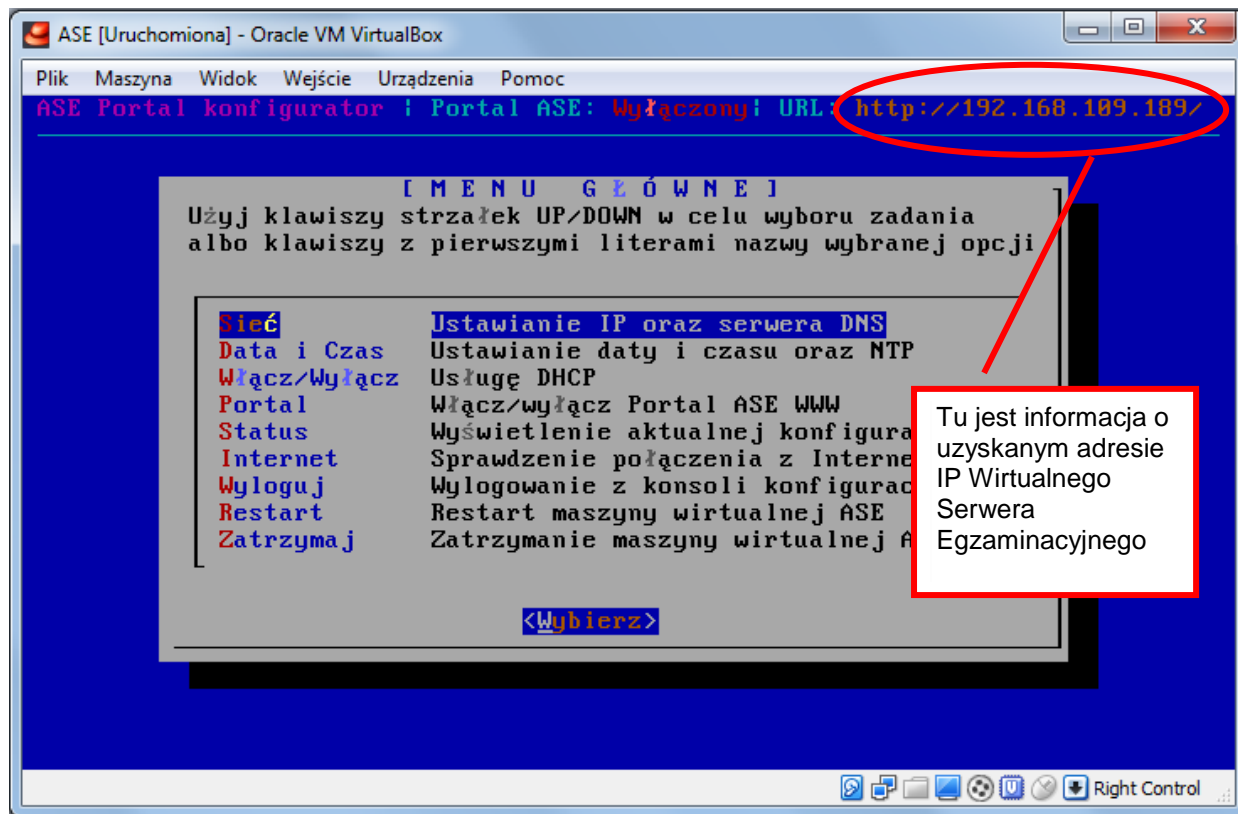 ASE [Uruchomiona] - Oracle VM VirtualBox
Plik Maszyna Widok Wejście Urządzenia Pomoc
ASE Portal konfigurator | Portal ASE: Wyłączony| URL: http://192.168.109.189/
[ M E N U G Ł Ó W N E ]
Użyj klawiszy strzałek UP/DOWN w celu wyboru zadania
albo klawiszy z pierwszymi literami nazwy wybranej opcji
Sieć Ustawianie IP oraz serwera DNS
Data i Czas Ustawianie daty i czasu oraz NTP
Włącz/Wyłącz Usługę DHCP
Portal Włącz/wyłącz Portal ASE WWW
Status Wyświetlenie aktualnej konfigura
Internet Sprawdzenie połączenia z Interne
Wyloguj Wylogowanie z konsoli konfigurac
Restart Restart maszyny wirtualnej ASE
Zatrzymaj Zatrzymanie maszyny wirtualnej A
<Wybierz>
Tu jest informacja o
uzyskanym adresie
IP Wirtualnego
Serwera
Egzaminacyjnego
Right Control